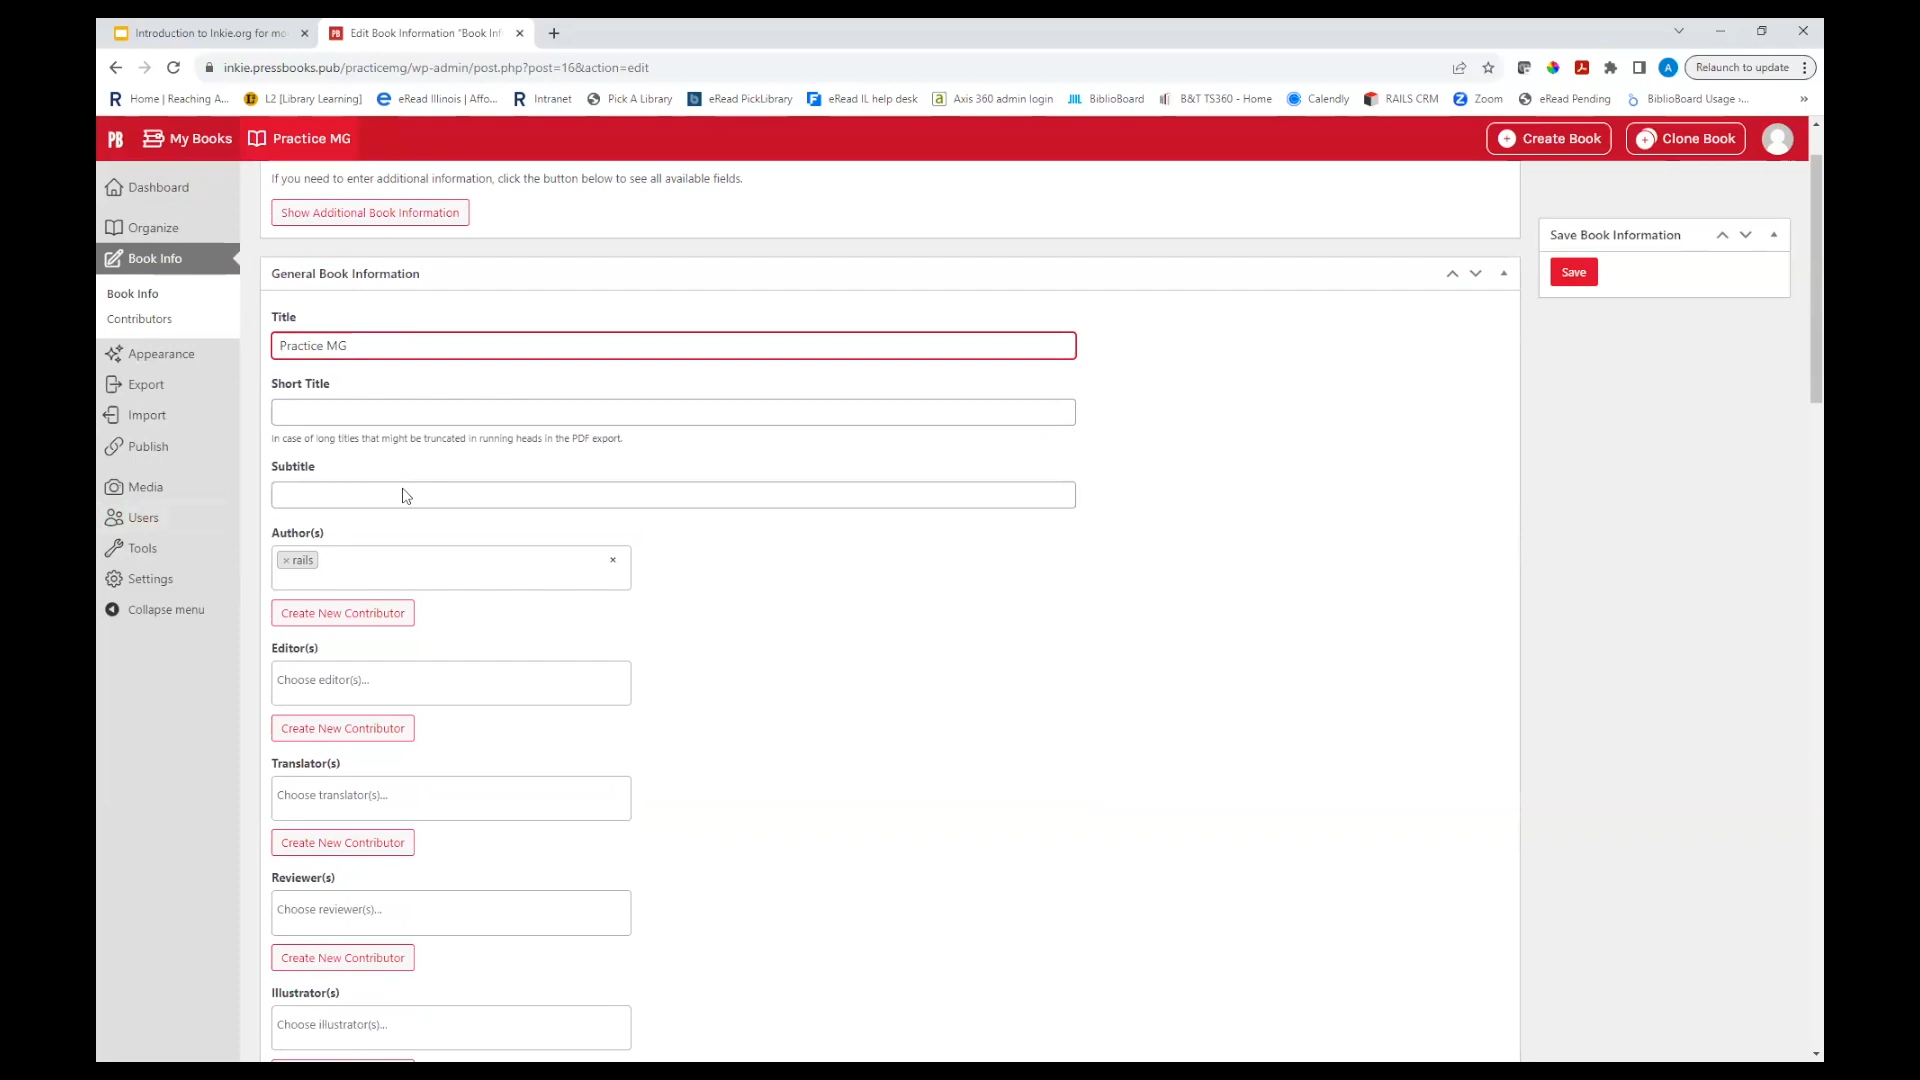 Introduction to Inkie.org for mo
Edit Book Information "Book Inf
inkie.pressbooks.pub/practicemg/wp-admin/post.php?post=16&action=edit
A
Relaunch to update
R Home | Reaching A...
L2 [Library Learning]
eRead Illinois | Affo...
R Intranet
Pick A Library
eRead PickLibrary
eRead IL help desk
a Axis 360 admin login
BiblioBoard
B&T TS360 - Home
Calendly
RAILS CRM
Zoom
eRead Pending
BiblioBoard Usage ›...
»
PB
My Books
Practice MG
Create Book
Clone Book
Dashboard
Organize
Book Info
Book Info
Contributors
Appearance
Export
Import
Publish
Media
Users
Tools
Settings
Collapse menu
If you need to enter additional information, click the button below to see all available fields.
Show Additional Book Information
General Book Information
Title
Practice MG
Short Title
In case of long titles that might be truncated in running heads in the PDF export.
Subtitle
Author(s)
× rails ×
Create New Contributor
Editor(s)
Choose editor(s)...
Create New Contributor
Translator(s)
Choose translator(s)...
Create New Contributor
Reviewer(s)
Choose reviewer(s)...
Create New Contributor
Illustrator(s)
Choose illustrator(s)...
Save Book Information
Save